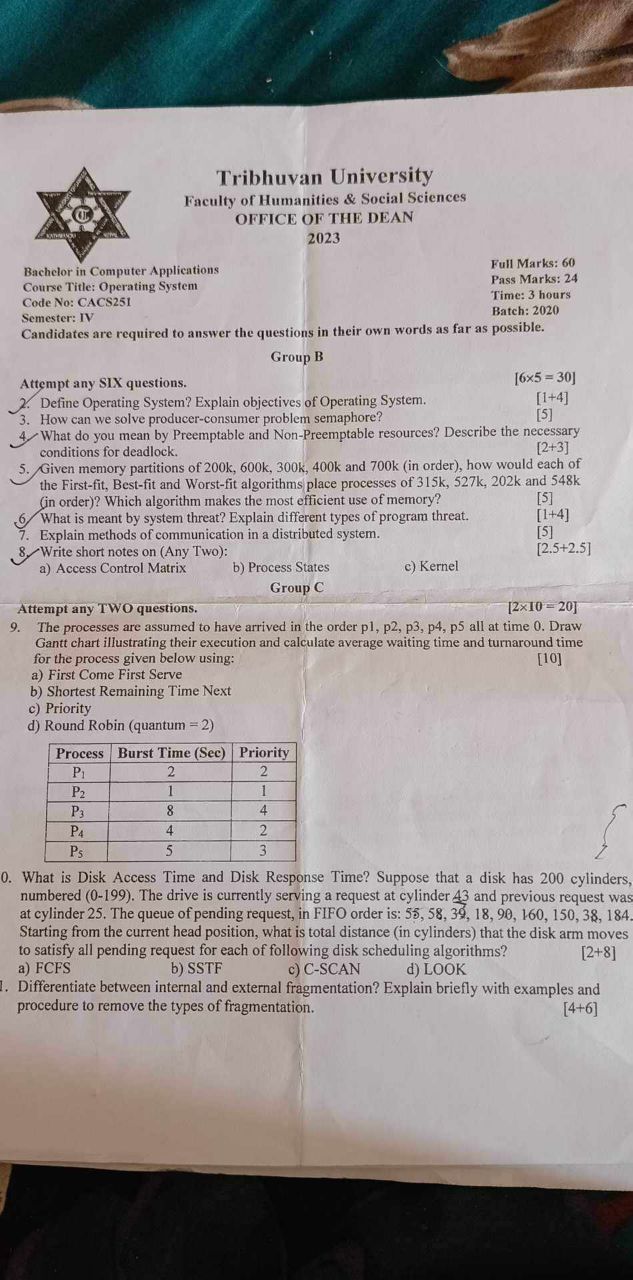 Tribhuvan University
Faculty of Humanities & Social Sciences
OFFICE OF THE DEAN
2023
Bachelor in Computer Applications
Course Title: Operating System
Code No: CACS251
Semester: IV
Full Marks: 60
Pass Marks: 24
Time: 3 hours
Batch: 2020
Candidates are required to answer the questions in their own words as far as possible.
Group B
Attempt any SIX questions. [6×5 = 30]
2. Define Operating System? Explain objectives of Operating System. [1+4]
3. How can we solve producer-consumer problem semaphore? [5]
4. What do you mean by Preemptable and Non-Preemptable resources? Describe the necessary
conditions for deadlock. [2+3]
5. Given memory partitions of 200k, 600k, 300k, 400k and 700k (in order), how would each of
the First-fit, Best-fit and Worst-fit algorithms place processes of 315k, 527k, 202k and 548k
(in order)? Which algorithm makes the most efficient use of memory? [5]
6. What is meant by system threat? Explain different types of program threat. [1+4]
7. Explain methods of communication in a distributed system. [5]
8. Write short notes on (Any Two): [2.5+2.5]
a) Access Control Matrix b) Process States c) Kernel
Group C
Attempt any TWO questions. [2×10 = 20]
9. The processes are assumed to have arrived in the order p1, p2, p3, p4, p5 all at time 0. Draw
Gantt chart illustrating their execution and calculate average waiting time and turnaround time
for the process given below using: [10]
a) First Come First Serve
b) Shortest Remaining Time Next
c) Priority
d) Round Robin (quantum = 2)
Process Burst Time (Sec) Priority
P1 2 2
P2 1 1
P3 8 4
P4 4 2
P5 5 3
0. What is Disk Access Time and Disk Response Time? Suppose that a disk has 200 cylinders,
numbered (0-199). The drive is currently serving a request at cylinder 43 and previous request was
at cylinder 25. The queue of pending request, in FIFO order is: 55, 58, 39, 18, 90, 160, 150, 38, 184.
Starting from the current head position, what is total distance (in cylinders) that the disk arm moves
to satisfy all pending request for each of following disk scheduling algorithms? [2+8]
a) FCFS b) SSTF c) C-SCAN d) LOOK
1. Differentiate between internal and external fragmentation? Explain briefly with examples and
procedure to remove the types of fragmentation. [4+6]